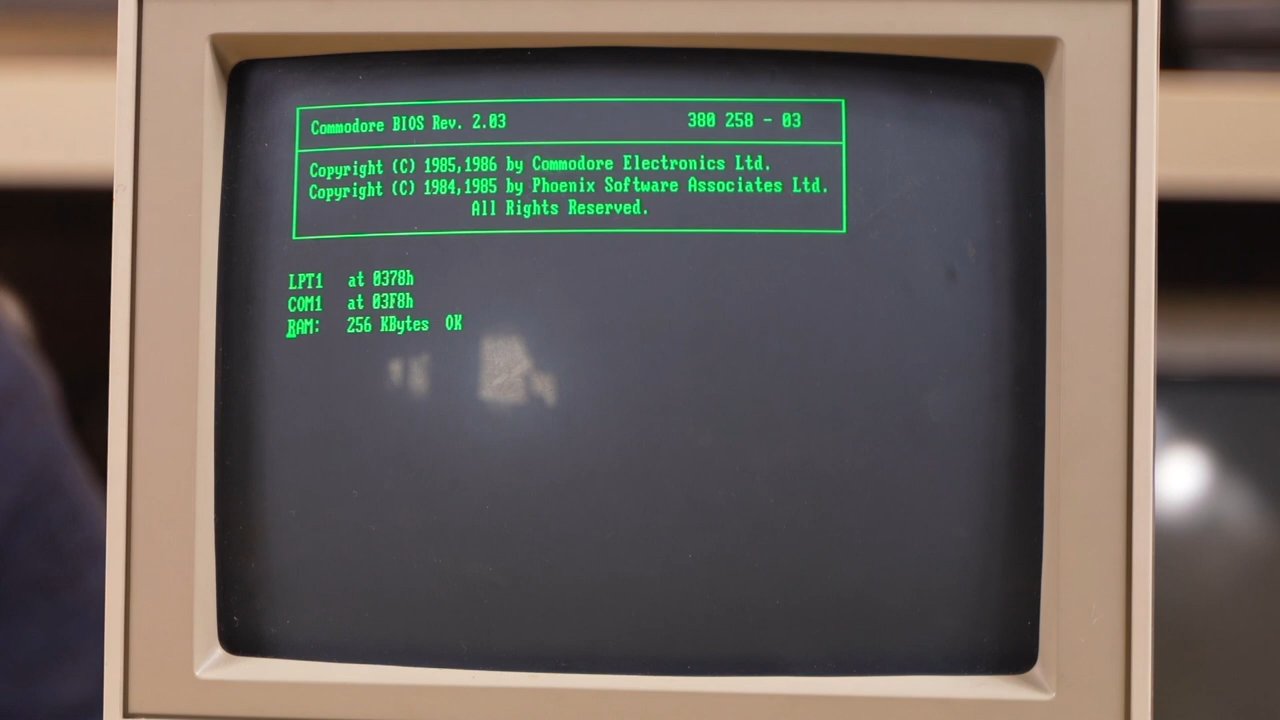 Commodore BIOS Rev. 2.03 380 258 - 03
Copyright (C) 1985,1986 by Commodore Electronics Ltd.
Copyright (C) 1984,1985 by Phoenix Software Associates Ltd.
All Rights Reserved.
LPT1 at 0378h
COM1 at 03F8h
RAM: 256 KBytes OK